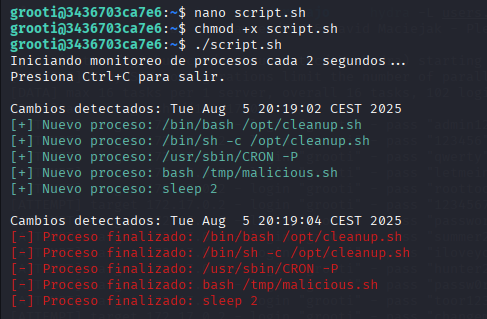 grooti@3436703ca7e6:~$ nano script.sh
grooti@3436703ca7e6:~$ chmod +x script.sh
grooti@3436703ca7e6:~$ ./script.sh
Iniciando monitoreo de procesos cada 2 segundos...
Presiona Ctrl+C para salir.
Cambios detectados: Tue Aug  5 20:19:02 CEST 2025
[+] Nuevo proceso: /bin/bash /opt/cleanup.sh
[+] Nuevo proceso: /bin/sh -c /opt/cleanup.sh
[+] Nuevo proceso: /usr/sbin/CRON -P
[+] Nuevo proceso: bash /tmp/malicious.sh
[+] Nuevo proceso: sleep 2
Cambios detectados: Tue Aug  5 20:19:04 CEST 2025
[-] Proceso finalizado: /bin/bash /opt/cleanup.sh
[-] Proceso finalizado: /bin/sh -c /opt/cleanup.sh
[-] Proceso finalizado: /usr/sbin/CRON -P
[-] Proceso finalizado: bash /tmp/malicious.sh
[-] Proceso finalizado: sleep 2